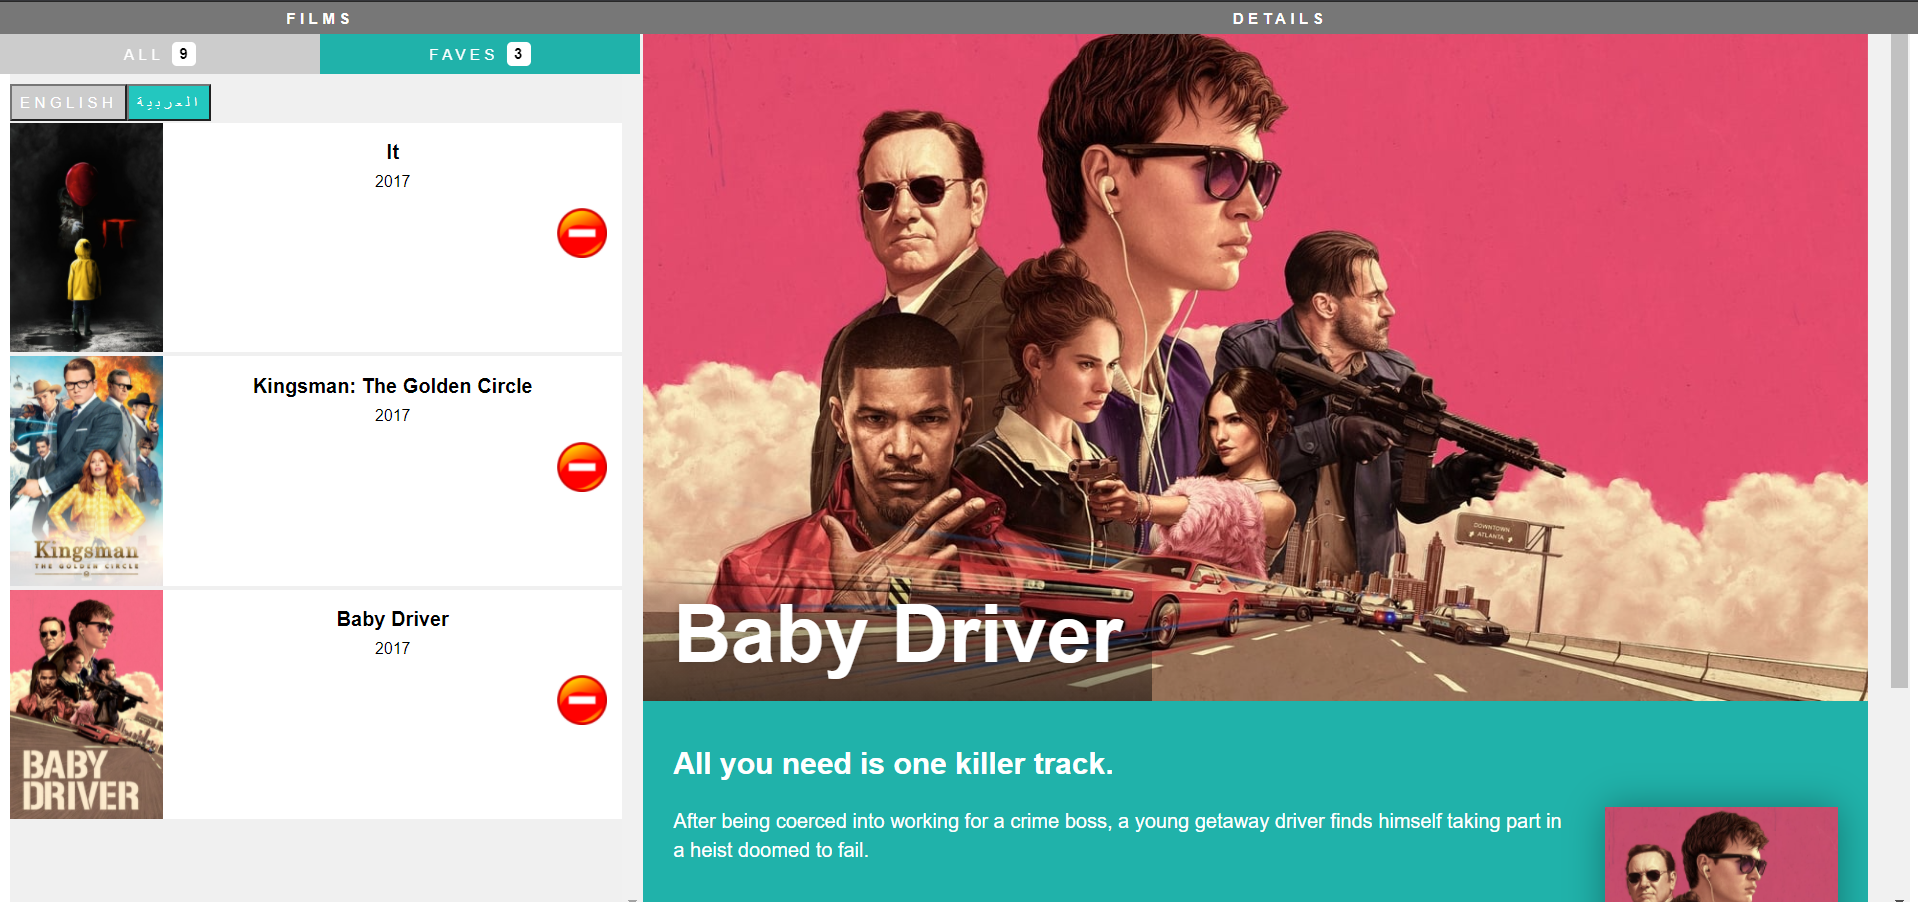 FILMS
DETAILS
ALL 9
FAVES 3
ENGLISH
العربية
It
2017
IT
Kingsman: The Golden Circle
2017
Kingsman
THE GOLDEN CIRCLE
Baby Driver
2017
BABY
DRIVER
DOWNTOWN
ATLANTA
Baby Driver
All you need is one killer track.
After being coerced into working for a crime boss, a young getaway driver finds himself taking part in
a heist doomed to fail.